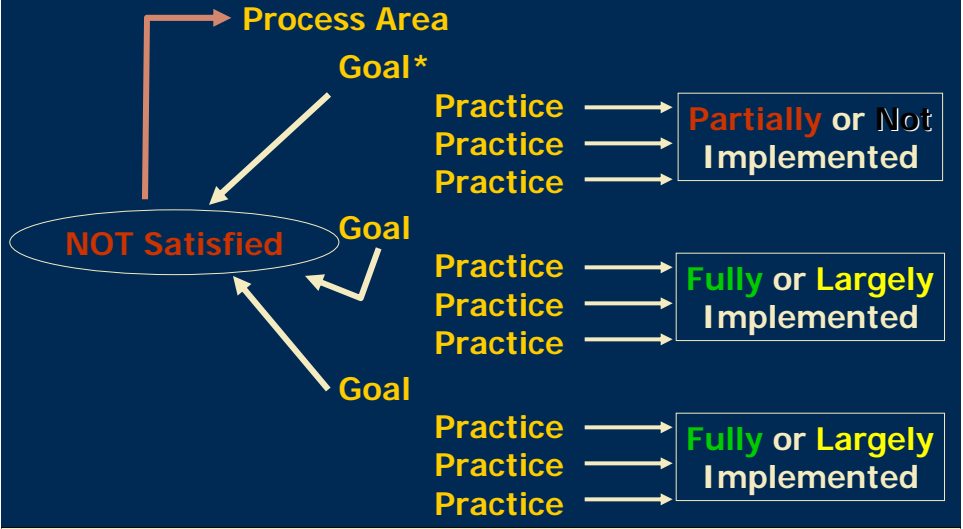 Process Area
Goal*
Practice
Practice
Practice
Partially or Not
Implemented
NOT Satisfied
Goal
Practice
Practice
Practice
Fully or Largely
Implemented
Goal
Practice
Practice
Practice
Fully or Largely
Implemented